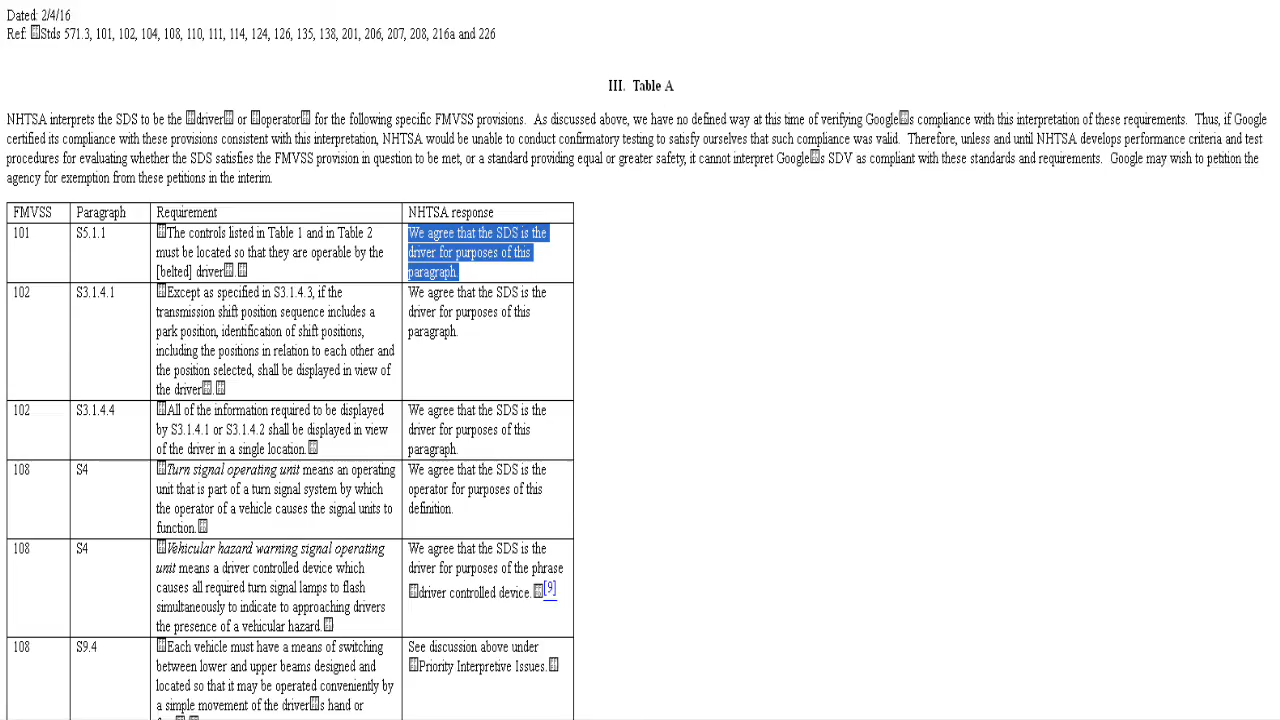 Dated: 2/4/16
Ref: Stds 571.3, 101, 102, 104, 108, 110, 111, 114, 124, 126, 135, 138, 201, 206, 207, 208, 216a and 226
III. Table A
NHTSA interprets the SDS to be the driver or operator for the following specific FMVSS provisions. As discussed above, we have no defined way at this time of verifying Googles compliance with this interpretation of these requirements. Thus, if Google
certified its compliance with these provisions consistent with this interpretation, NHTSA would be unable to conduct confirmatory testing to satisfy ourselves that such compliance was valid. Therefore, unless and until NHTSA develops performance criteria and test
procedures for evaluating whether the SDS satisfies the FMVSS provision in question to be met, or a standard providing equal or greater safety, it cannot interpret Googles SDV as compliant with these standards and requirements. Google may wish to petition the
agency for exemption from these petitions in the interim.
FMVSS Paragraph Requirement NHTSA response
101 S5.1.1 The controls listed in Table 1 and in Table 2 We agree that the SDS is the
must be located so that they are operable by the driver for purposes of this
[belted] driver. paragraph.
102 S3.1.4.1 Except as specified in S3.1.4.3, if the We agree that the SDS is the
transmission shift position sequence includes a driver for purposes of this
park position, identification of shift positions, paragraph.
including the positions in relation to each other and
the position selected, shall be displayed in view of
the driver.
102 S3.1.4.4 All of the information required to be displayed We agree that the SDS is the
by S3.1.4.1 or S3.1.4.2 shall be displayed in view driver for purposes of this
of the driver in a single location. paragraph.
108 S4 Turn signal operating unit means an operating We agree that the SDS is the
unit that is part of a turn signal system by which operator for purposes of this
the operator of a vehicle causes the signal units to definition.
function.
108 S4 Vehicular hazard warning signal operating We agree that the SDS is the
unit means a driver controlled device which driver for purposes of the phrase
causes all required turn signal lamps to flash driver controlled device. [9]
simultaneously to indicate to approaching drivers
the presence of a vehicular hazard.
108 S9.4 Each vehicle must have a means of switching See discussion above under
between lower and upper beams designed and Priority Interpretive Issues.
located so that it may be operated conveniently by
a simple movement of the drivers hand or